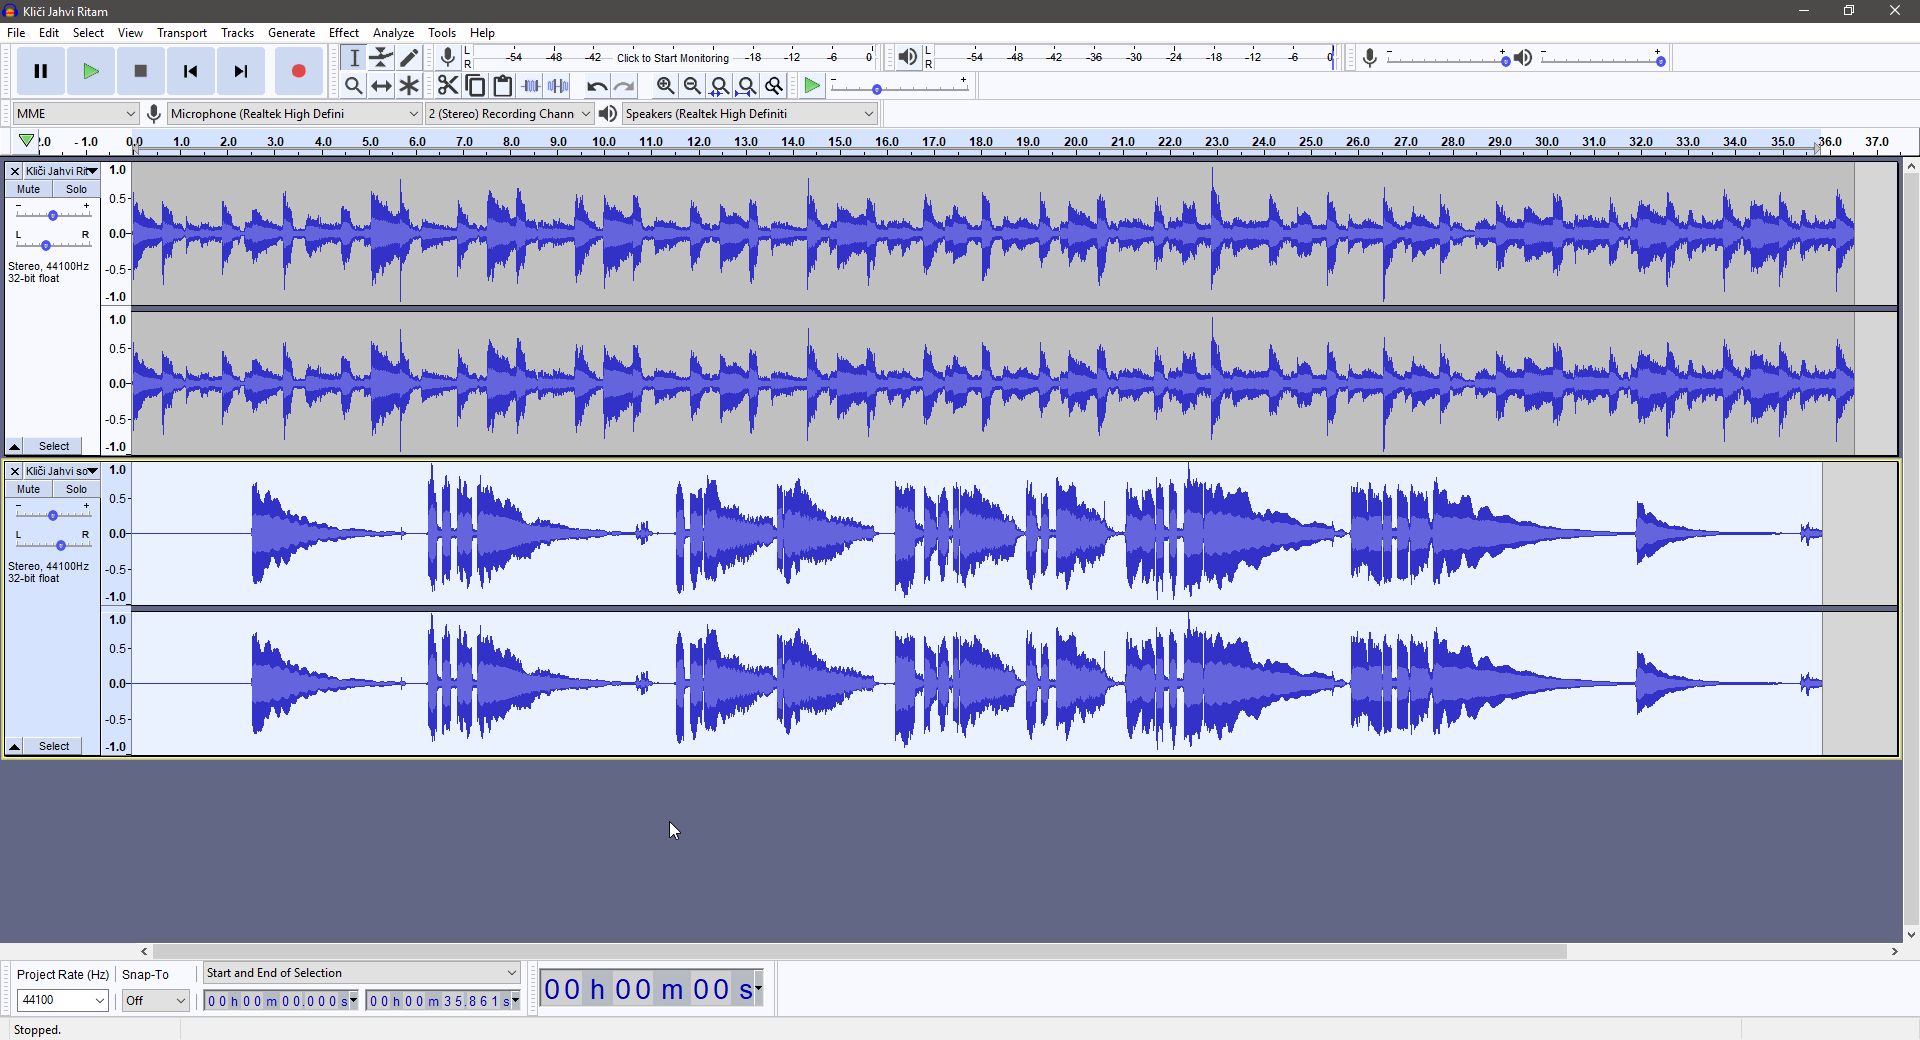 Kliči Jahvi Ritam
File Edit Select View Transport Tracks Generate Effect Analyze Tools Help
L
R
-54 -48 -42 Click to Start Monitoring -18 -12 -6 0
L
R
-54 -48 -42 -36 -30 -24 -18 -12 -6 0
- +
- +
- +
MME
Microphone (Realtek High Defini
2 (Stereo) Recording Chann
Speakers (Realtek High Definiti
2.0 -1.0 0.0 1.0 2.0 3.0 4.0 5.0 6.0 7.0 8.0 9.0 10.0 11.0 12.0 13.0 14.0 15.0 16.0 17.0 18.0 19.0 20.0 21.0 22.0 23.0 24.0 25.0 26.0 27.0 28.0 29.0 30.0 31.0 32.0 33.0 34.0 35.0 36.0 37.0
Kliči Jahvi Rit
Mute Solo
- +
L R
Stereo, 44100Hz
32-bit float
Select
1.0
0.5
0.0
-0.5
-1.0
1.0
0.5
0.0
-0.5
-1.0
Kliči Jahvi so
Mute Solo
- +
L R
Stereo, 44100Hz
32-bit float
Select
1.0
0.5
0.0
-0.5
-1.0
1.0
0.5
0.0
-0.5
-1.0
Project Rate (Hz) Snap-To Start and End of Selection
44100 Off 00h00m00.000s 00h00m35.861s
00 h 00 m 00 s
Stopped.